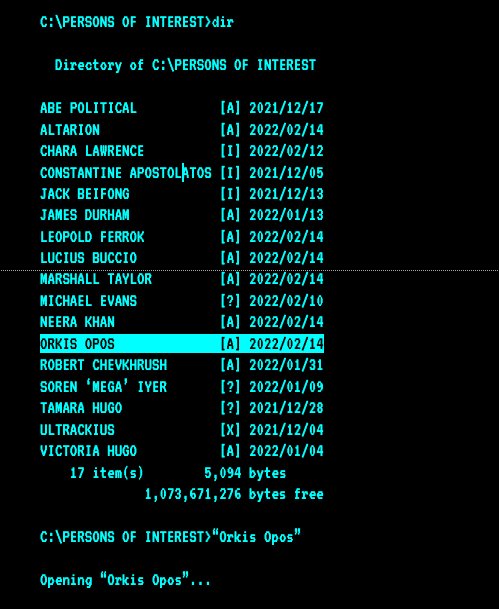 C:\PERSONS OF INTEREST>dir
Directory of C:\PERSONS OF INTEREST
ABE POLITICAL [A] 2021/12/17
ALTARION [A] 2022/02/14
CHARA LAWRENCE [I] 2022/02/12
CONSTANTINE APOSTOLATOS [I] 2021/12/05
JACK BEIFONG [I] 2021/12/13
JAMES DURHAM [A] 2022/01/13
LEOPOLD FERROK [A] 2022/02/14
LUCIUS BUCCIO [A] 2022/02/14
MARSHALL TAYLOR [A] 2022/02/14
MICHAEL EVANS [?] 2022/02/10
NEERA KHAN [A] 2022/02/14
ORKIS OPOS [A] 2022/02/14
ROBERT CHEVKHRUSH [A] 2022/01/31
SOREN ‘MEGA’ IYER [?] 2022/01/09
TAMARA HUGO [?] 2021/12/28
ULTRACKIUS [X] 2021/12/04
VICTORIA HUGO [A] 2022/01/04
17 item(s) 5,094 bytes
1,073,671,276 bytes free
C:\PERSONS OF INTEREST>“Orkis Opos”
Opening “Orkis Opos”...